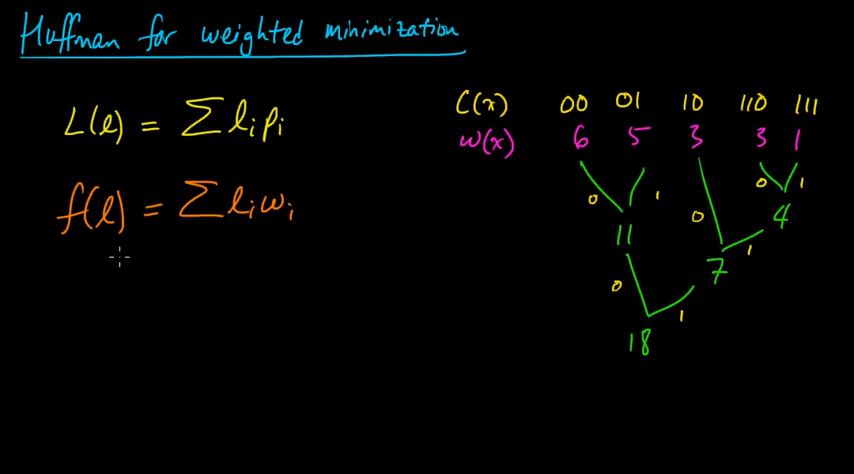 Huffman for weighted minimization
L(l) = ∑ lᵢpᵢ
f(l) = ∑ lᵢwᵢ
C(x) 00 01 10 110 111
w(x) 6 5 3 3 1
0 1 0 1
0 1 0 4
11 1
7
0 1
18